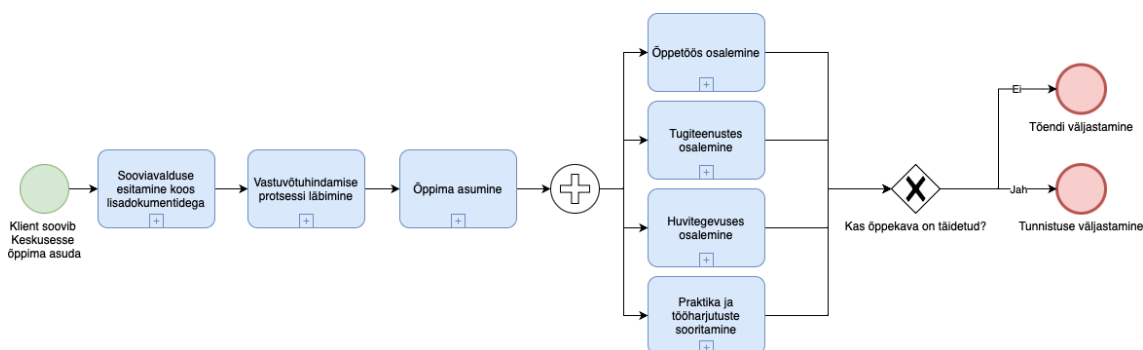 Klient soovib
Keskusesse
õppima asuda
Sooviavalduse
esitamine koos
lisadokumentidega
Vastuvõtuhindamise
protsessi läbimine
Õppima asumine
Õppetöös osalemine
Tugiteenustes
osalemine
Huvitegevuses
osalemine
Praktika ja
tööharjutuste
sooritamine
Kas õppekava on täidetud?
Ei
Tõendi väljastamine
Jah
Tunnistuse väljastamine